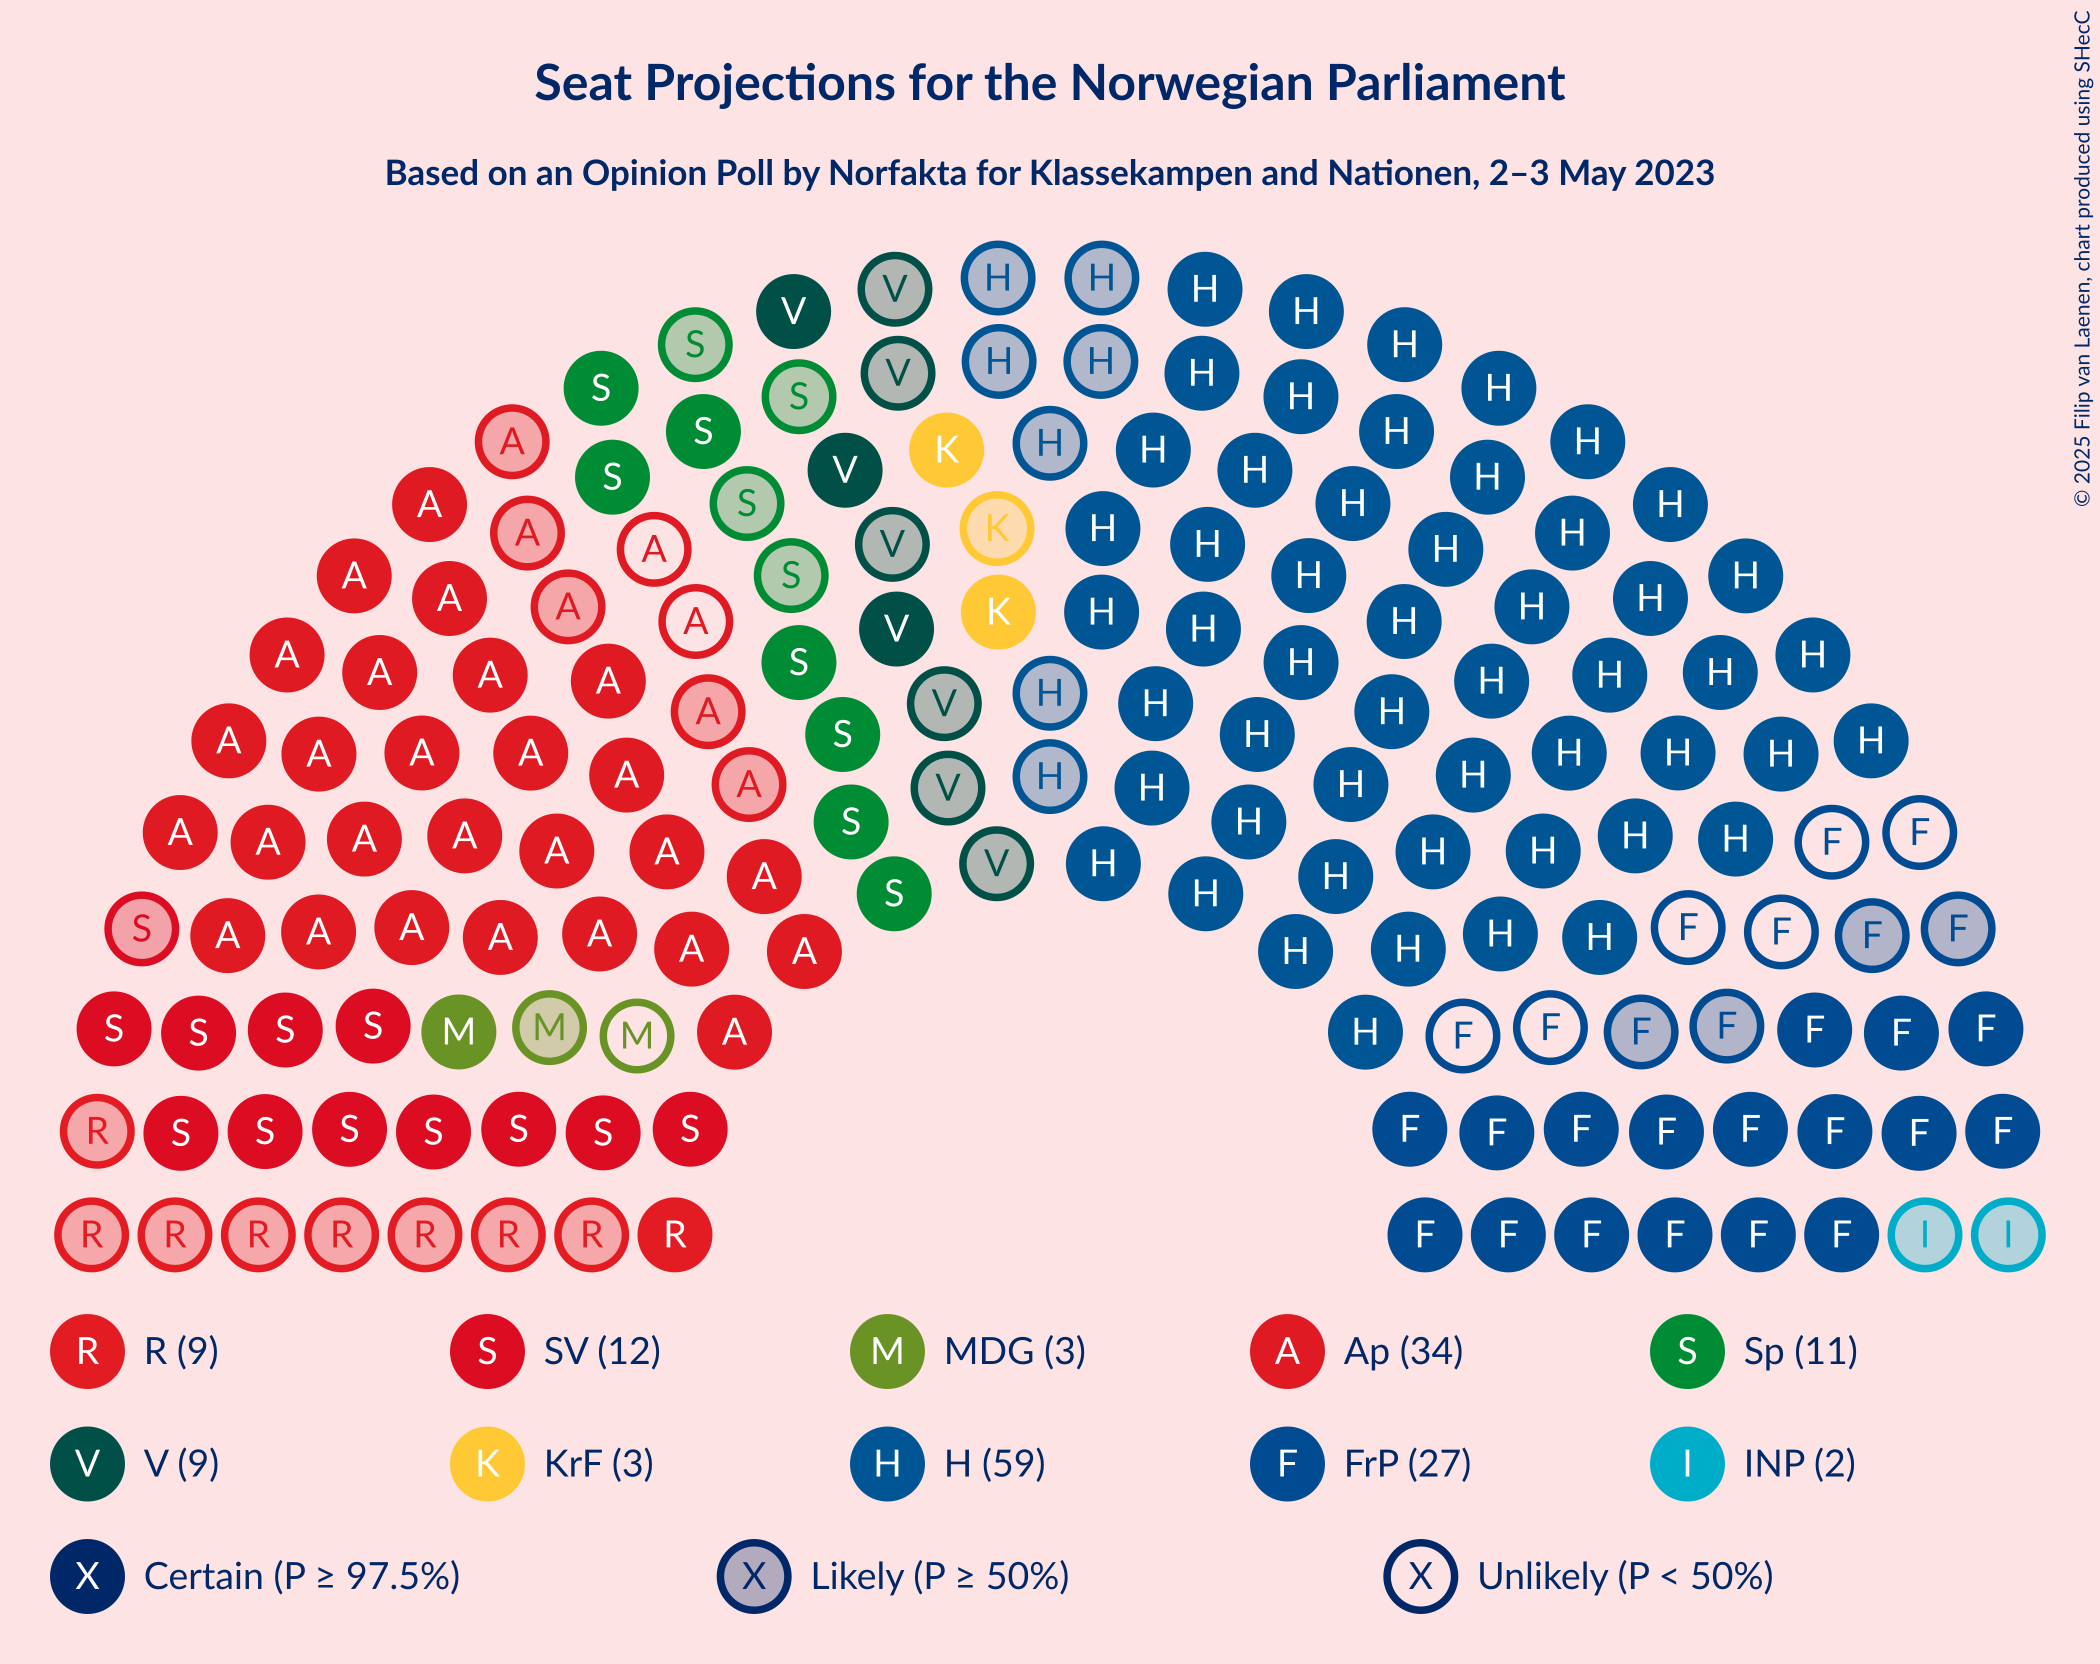 Seat Projections for the Norwegian Parliament
Based on an Opinion Poll by Norfakta for Klassekampen and Nationen, 2–3 May 2023
© 2025 Filip van Laenen, chart produced using SHecC
V H H H H
S V H
S V H H H H
S S H
A S K H H H H
A V H
A S S H H H
A A K H H H H
A A S V H H H
A A A K H H H H
A A S V H H H
A A A V H H H H
A A S H H H
A A A A V H H H H H
A A S H H F F
A A A A A V H H H
A A S H F F
S A A A A A A A H H H H F F
S S S S M M M A H F F F F F F F
R S S S S S S S F F F F F F F F
R R R R R R R R F F F F F F I I
R R (9) S SV (12) M MDG (3) A Ap (34) S Sp (11)
V V (9) K KrF (3) H H (59) F FrP (27) I INP (2)
X Certain (P ≥ 97.5%) X Likely (P ≥ 50%) X Unlikely (P < 50%)